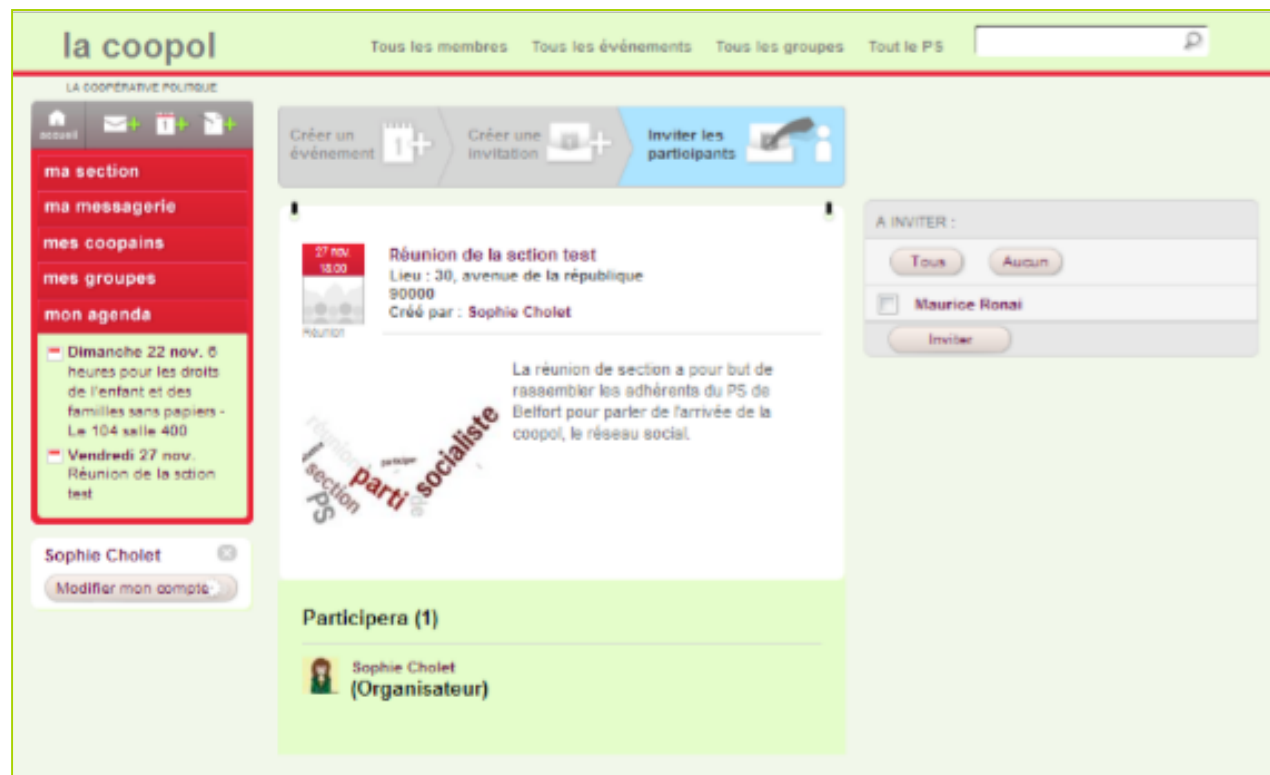 la coopol
Tous les membres Tous les événements Tous les groupes Tout le PS
LA COOPÉRATIVE POLITIQUE
accueil
ma section
ma messagerie
mes coopains
mes groupes
mon agenda
Dimanche 22 nov. 6
heures pour les droits
de l'enfant et des
familles sans papiers -
Le 104 salle 400
Vendredi 27 nov.
Réunion de la sction
test
Sophie Cholet
Modifier mon compte
Créer un
événement
Créer une
invitation
Inviter les
participants
27 nov.
18:00
Réunion
Réunion de la sction test
Lieu : 30, avenue de la république
90000
Créé par : Sophie Cholet
La réunion de section a pour but de
rassembler les adhérents du PS de
Belfort pour parler de l'arrivée de la
coopol, le réseau social.
réunion
participer
socialiste
section
parti
de
PS
Participera (1)
Sophie Cholet
(Organisateur)
A INVITER :
Tous Aucun
Maurice Ronai
Inviter